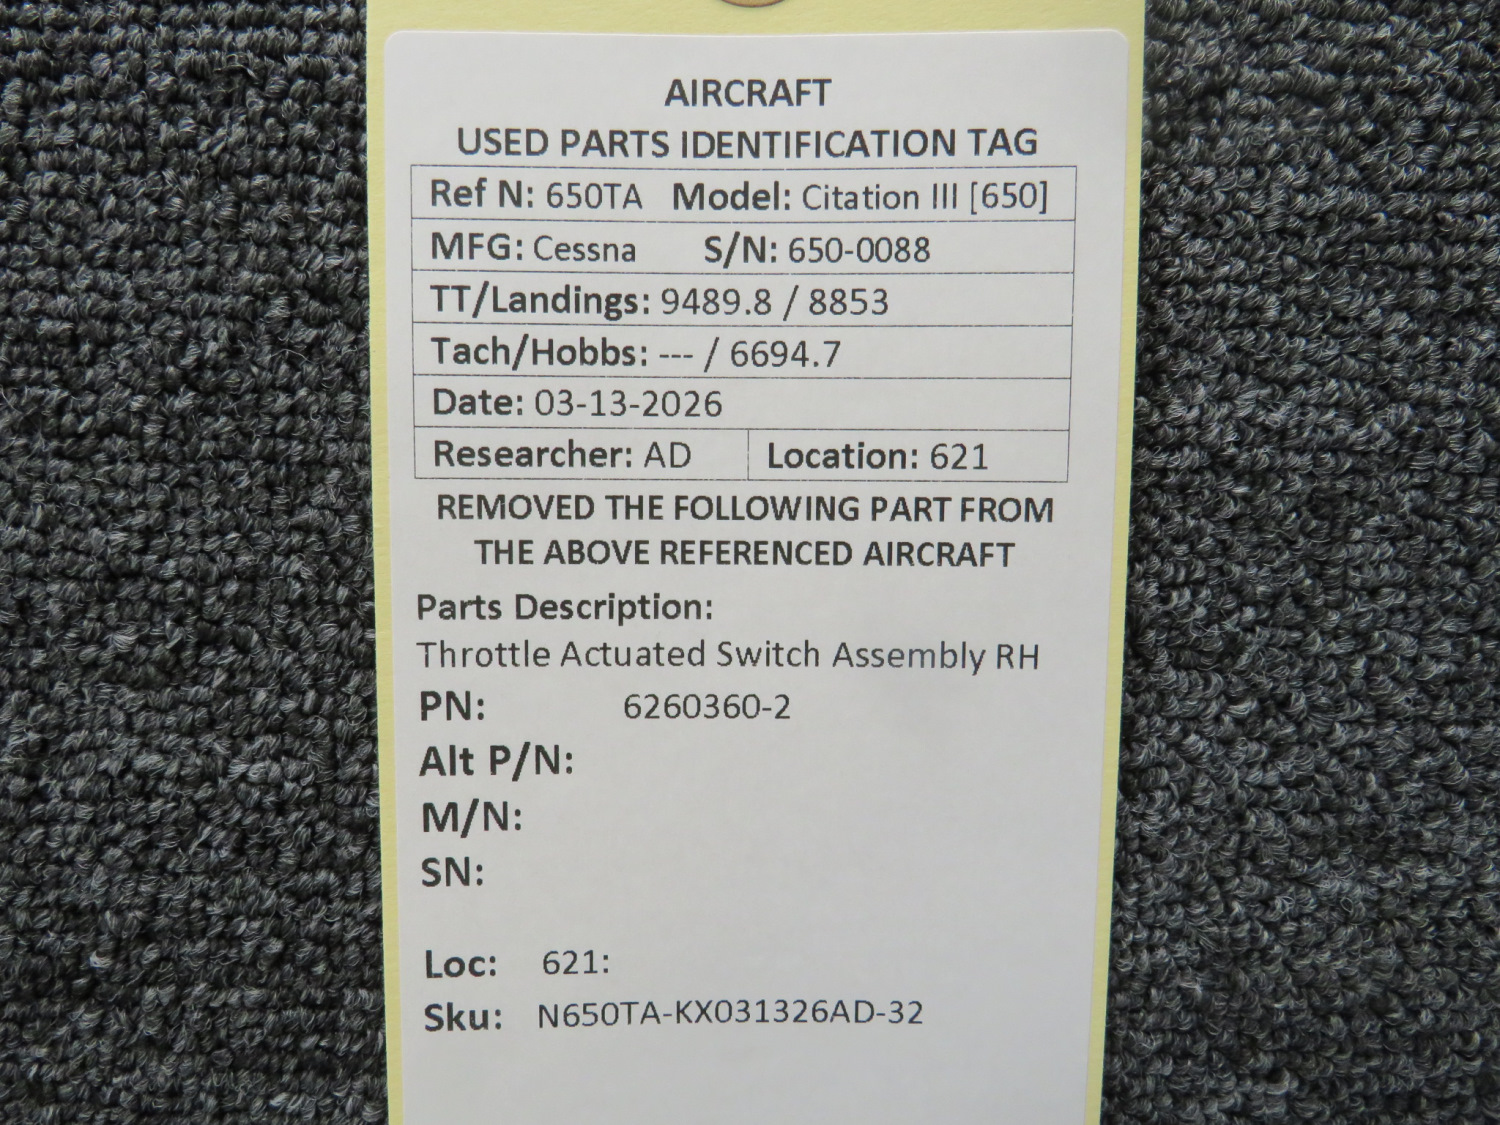 AIRCRAFT
USED PARTS IDENTIFICATION TAG
Ref N: 650TA Model: Citation III [650]
MFG: Cessna S/N: 650-0088
TT/Landings: 9489.8 / 8853
Tach/Hobbs: --- / 6694.7
Date: 03-13-2026
Researcher: AD Location: 621
REMOVED THE FOLLOWING PART FROM
THE ABOVE REFERENCED AIRCRAFT
Parts Description:
Throttle Actuated Switch Assembly RH
PN: 6260360-2
Alt P/N:
M/N:
SN:
Loc: 621:
Sku: N650TA-KX031326AD-32